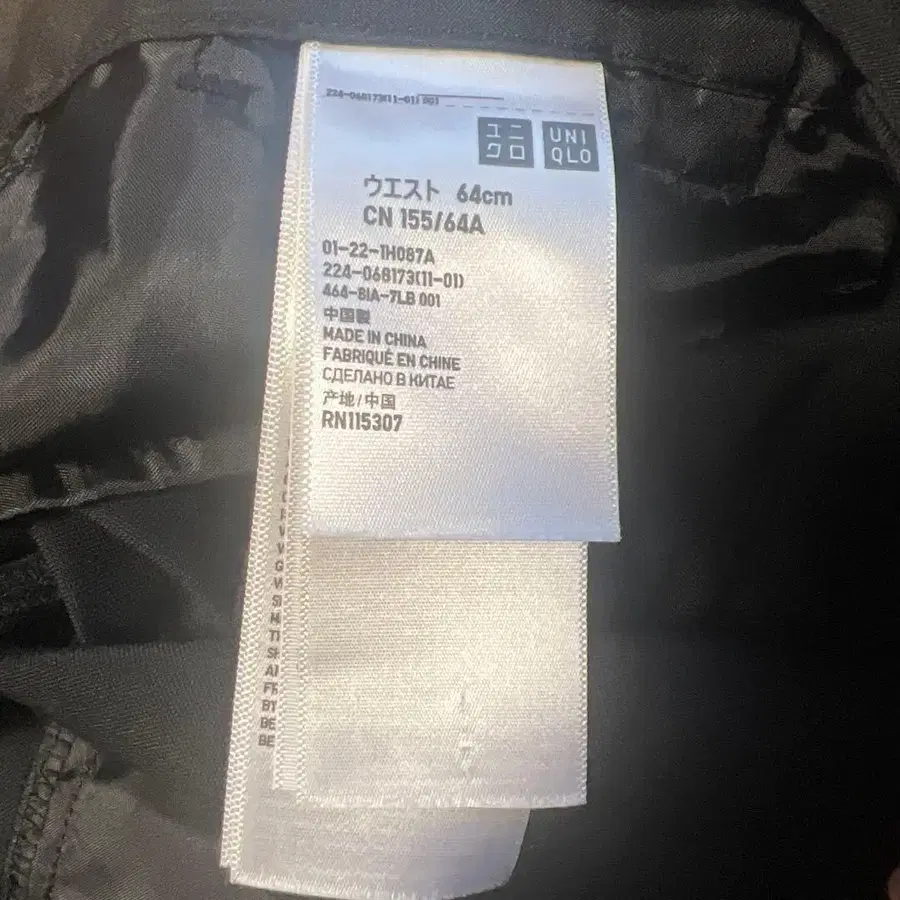 224-068173(11-01) 001
ユニ
クロ
UNI
QLO
ウエスト 64cm
CN 155/64A
01-22-1H087A
224-068173(11-01)
464-81A-7LB 001
中国製
MADE IN CHINA
FABRIQUÉ EN CHINE
СДЕЛАНО В КИТАЕ
产地/中国
RN115307